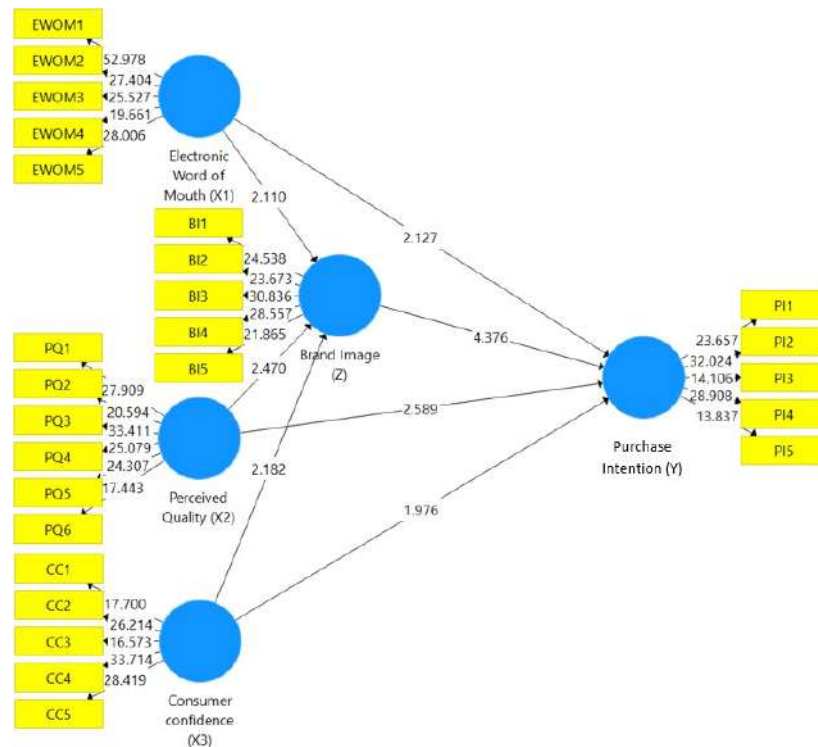 EWOM1
EWOM2
EWOM3
EWOM4
EWOM5
52.978
27.404
25.527
19.661
28.006
Electronic
Word of
Mouth (X1)
2.110
2.127
BI1
BI2
BI3
BI4
BI5
24.538
23.673
30.836
28.557
21.865
Brand Image
(Z)
4.376
PI1
PI2
PI3
PI4
PI5
23.657
32.024
14.106
28.908
13.837
Purchase
Intention (Y)
PQ1
PQ2
PQ3
PQ4
PQ5
PQ6
27.909
20.594
33.411
25.079
24.307
17.443
Perceived
Quality (X2)
2.470
2.589
2.182
1.976
CC1
CC2
CC3
CC4
CC5
17.700
26.214
16.573
33.714
28.419
Consumer
confidence
(X3)